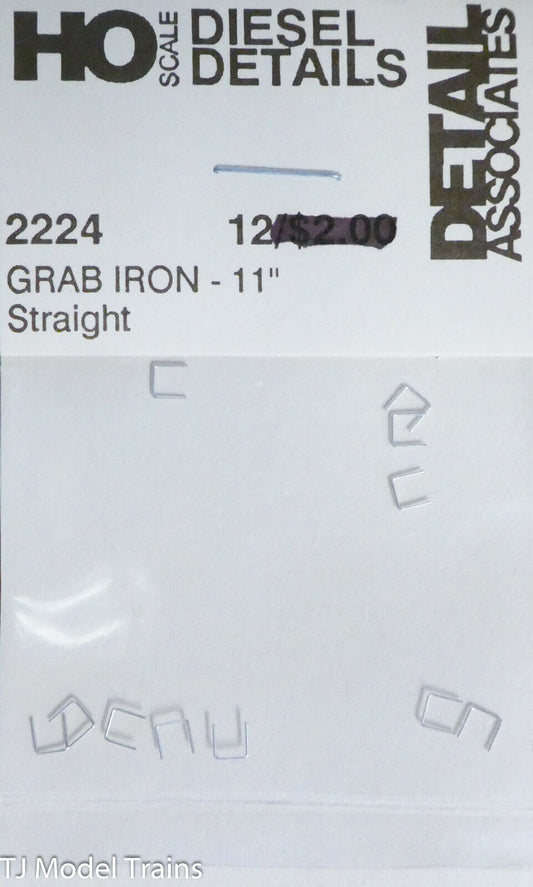 HO SCALE DIESEL DETAILS
DETAIL ASSOCIATES
2224 12/$2.00
GRAB IRON - 11"
Straight
TJ Model Trains